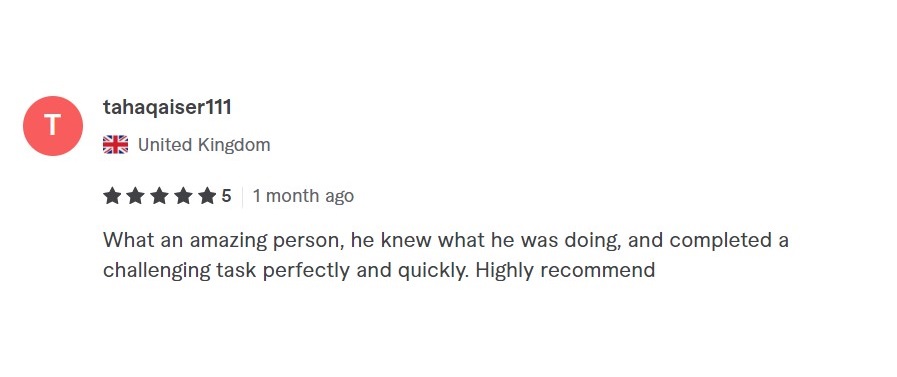 T
tahaqaiser111
United Kingdom
5 1 month ago
What an amazing person, he knew what he was doing, and completed a
challenging task perfectly and quickly. Highly recommend